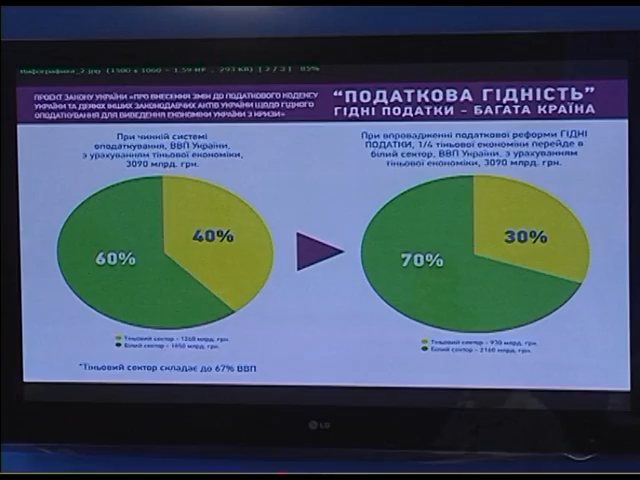 Инфографика_2.jpg (1500 x 1060 - 1.59 MP, 293 KB) [2/3] 85%
ПРОЄКТ ЗАКОНУ УКРАЇНИ «ПРО ВНЕСЕННЯ ЗМІН ДО ПОДАТКОВОГО КОДЕКСУ
УКРАЇНИ ТА ДЕЯКИХ ІНШИХ ЗАКОНОДАВЧИХ АКТІВ УКРАЇНИ ЩОДО ГІДНОГО
ОПОДАТКУВАННЯ ДЛЯ ВИВЕДЕННЯ ЕКОНОМІКИ УКРАЇНИ З КРИЗИ»
“ПОДАТКОВА ГІДНІСТЬ”
ГІДНІ ПОДАТКИ – БАГАТА КРАЇНА
При чинній системі
оподаткування, ВВП України,
з урахуванням тіньової економіки,
3090 млрд. грн.
40%
60%
Тіньовий сектор – 1260 млрд. грн.
Білий сектор – 1850 млрд. грн.
*Тіньовий сектор складає до 67% ВВП
При впровадженні податкової реформи ГІДНІ
ПОДАТКИ, 1/4 тіньової економіки перейде в
білий сектор, ВВП України, з урахуванням
тіньової економіки, 3090 млрд. грн.
30%
70%
Тіньовий сектор – 930 млрд. грн.
Білий сектор – 2160 млрд. грн.
LG